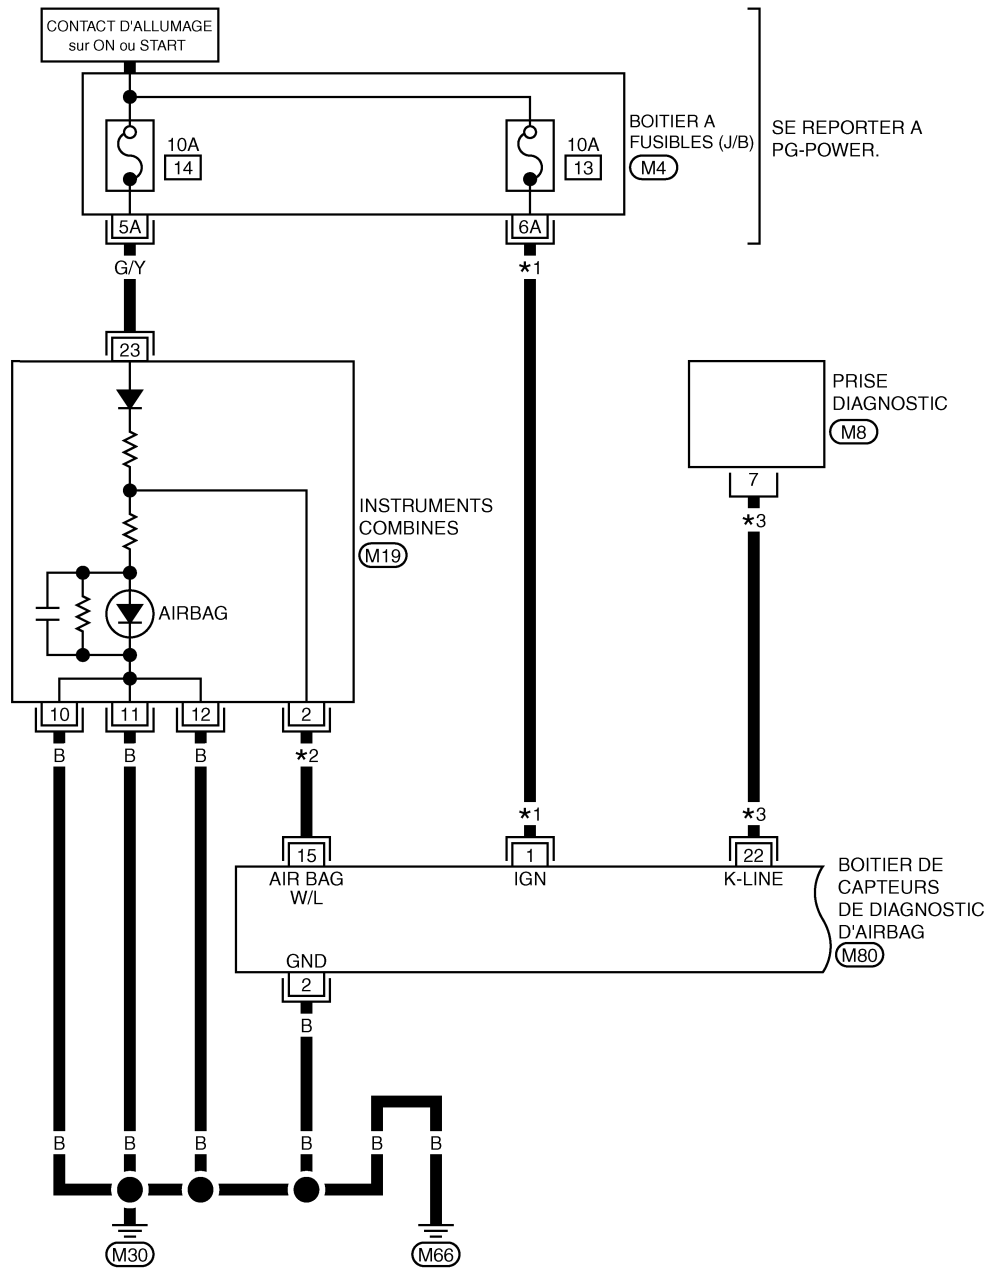 CONTACT D'ALLUMAGE
sur ON ou START
10A
14
10A
13
BOITIER A
FUSIBLES (J/B)
M4
SE REPORTER A
PG-POWER.
5A
6A
G/Y
*1
23
PRISE
DIAGNOSTIC
M8
7
*3
INSTRUMENTS
COMBINES
M19
AIRBAG
10
11
12
2
B
B
B
*2
*1
*3
15
1
22
AIR BAG
W/L
IGN
K-LINE
BOITIER DE
CAPTEURS
DE DIAGNOSTIC
D'AIRBAG
M80
GND
2
B
B
B
B
B
B
B
M30
M66